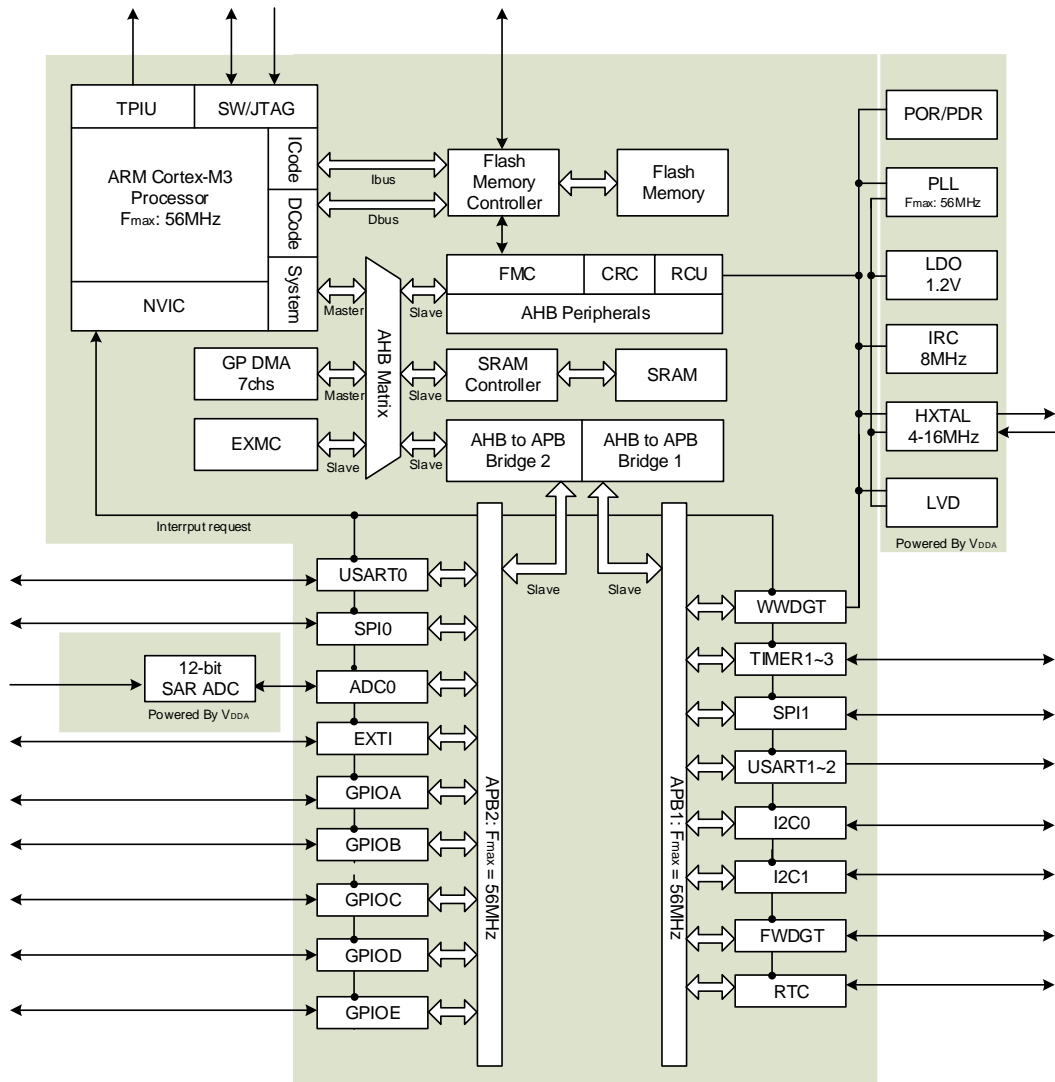 TPIU
SW/JTAG
ARM Cortex-M3
Processor
Fmax: 56MHz
ICode
DCode
System
NVIC
Ibus
Dbus
Flash
Memory
Controller
Flash
Memory
FMC
CRC
RCU
AHB Peripherals
Master
Slave
AHB Matrix
GP DMA
7chs
Master
Slave
SRAM
Controller
SRAM
EXMC
Slave
Slave
AHB to APB
Bridge 2
AHB to APB
Bridge 1
POR/PDR
PLL
Fmax: 56MHz
LDO
1.2V
IRC
8MHz
HXTAL
4-16MHz
LVD
Powered By VDDA
Interrput request
Slave
Slave
USART0
SPI0
12-bit
SAR ADC
Powered By VDDA
ADC0
EXTI
GPIOA
GPIOB
GPIOC
GPIOD
GPIOE
APB2: Fmax = 56MHz
APB1: Fmax = 56MHz
WWDGT
TIMER1~3
SPI1
USART1~2
I2C0
I2C1
FWDGT
RTC